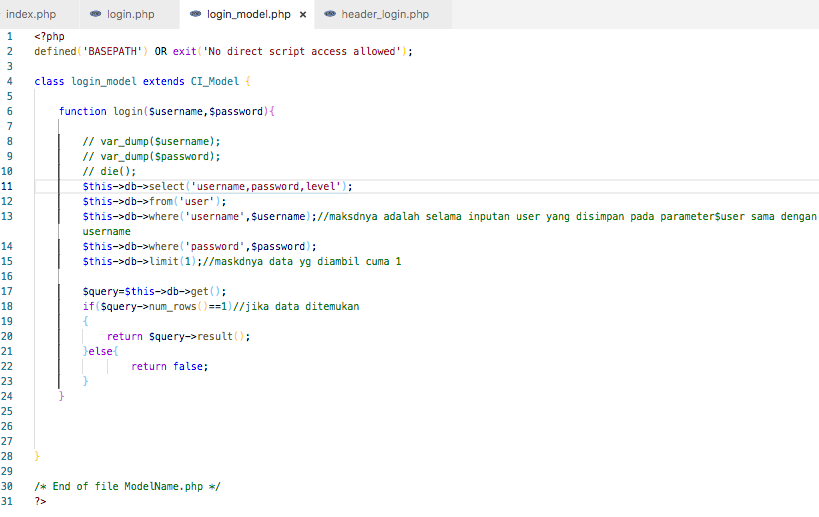 index.php login.php login_model.php × header_login.php
1 <?php
2 defined('BASEPATH') OR exit('No direct script access allowed');
3
4 class login_model extends CI_Model {
5
6 function login($username,$password){
7
8 // var_dump($username);
9 // var_dump($password);
10 // die();
11 $this->db->select('username,password,level');
12 $this->db->from('user');
13 $this->db->where('username',$username);//maksdnya adalah selama inputan user yang disimpan pada parameter$user sama dengan
username
14 $this->db->where('password',$password);
15 $this->db->limit(1);//maskdnya data yg diambil cuma 1
16
17 $query=$this->db->get();
18 if($query->num_rows()==1)//jika data ditemukan
19 {
20 return $query->result();
21 }else{
22 return false;
23 }
24 }
25
26
27
28 }
29
30 /* End of file ModelName.php */
31 ?>